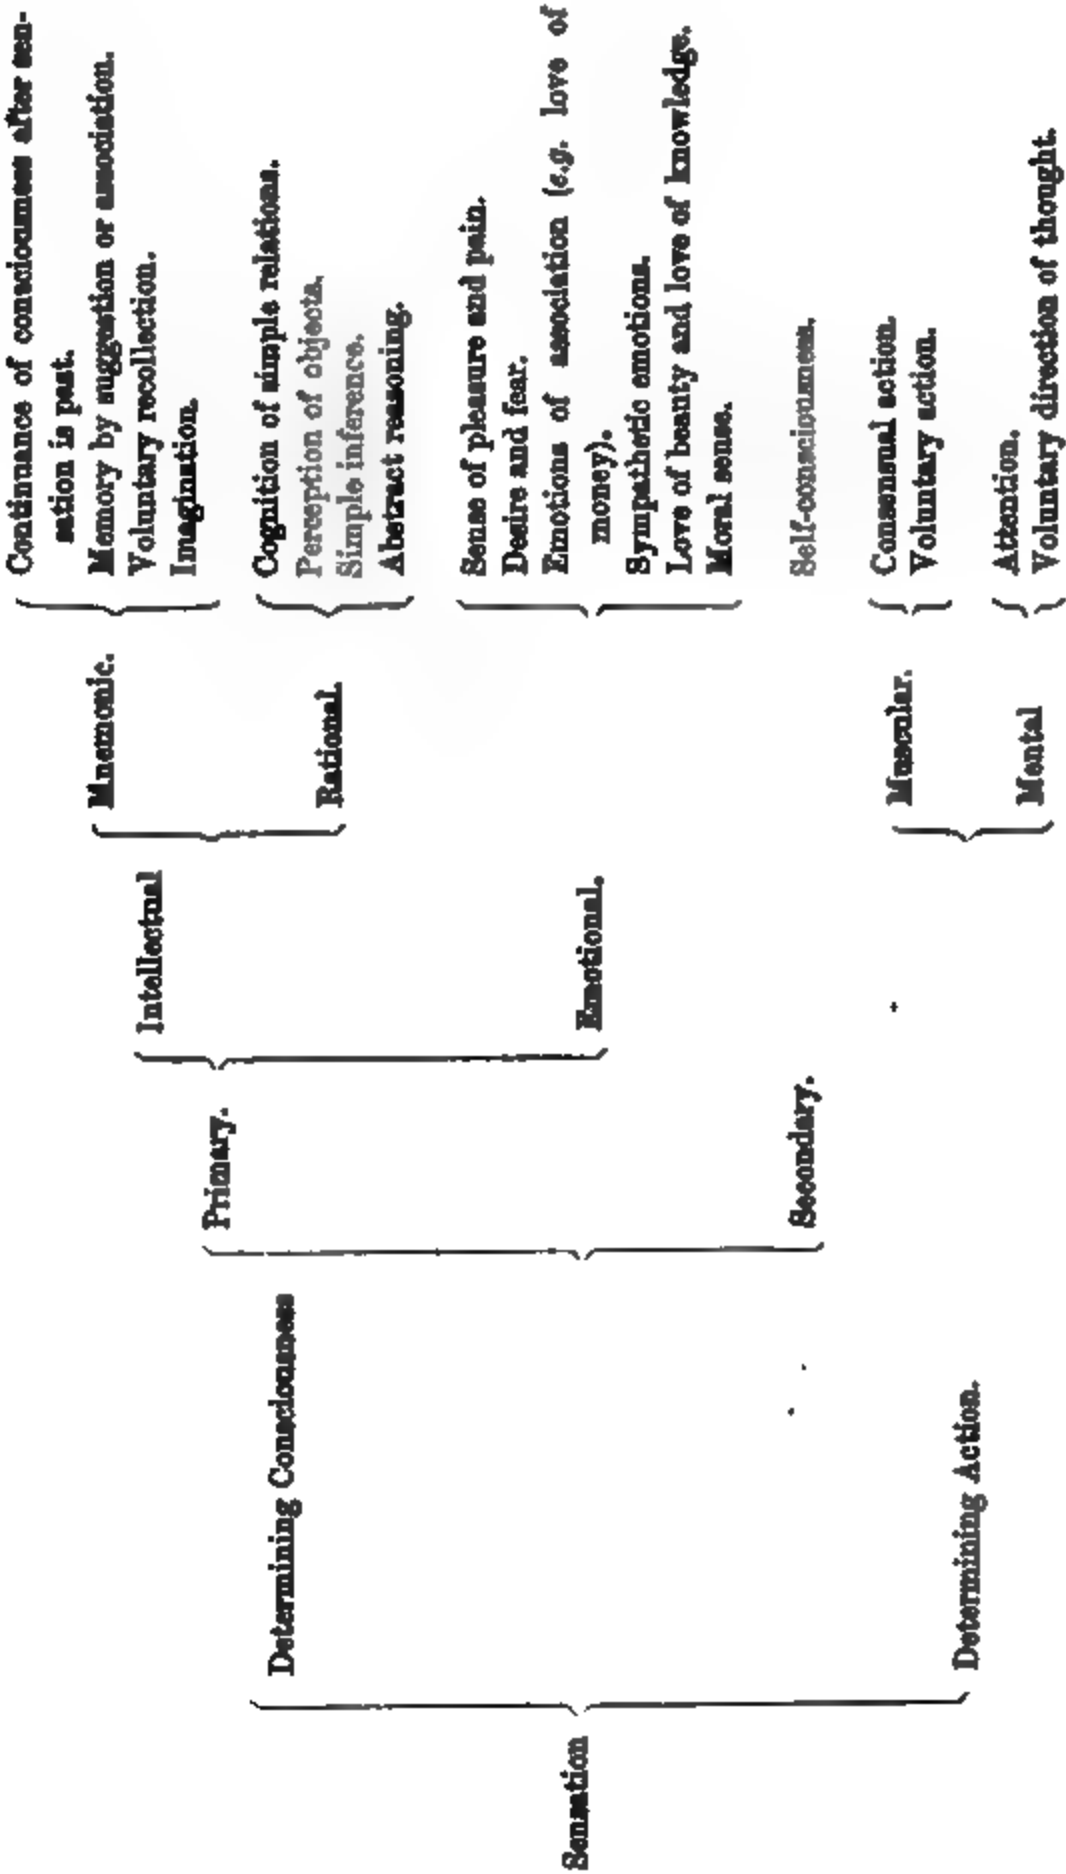 Sensation
Determining Consciousness
Determining Action.
Primary.
Secondary.
Intellectual
Emotional.
Mnemonic.
Rational.
Muscular.
Mental
Continuance of consciousness after sen-
sation is past.
Memory by suggestion or association.
Voluntary recollection.
Imagination.
Cognition of simple relations.
Perception of objects.
Simple inference.
Abstract reasoning.
Sense of pleasure and pain.
Desire and fear.
Emotions of association (e.g. love of
money).
Sympathetic emotions.
Love of beauty and love of knowledge.
Moral sense.
Self-consciousness.
Consensual action.
Voluntary action.
Attention.
Voluntary direction of thought.